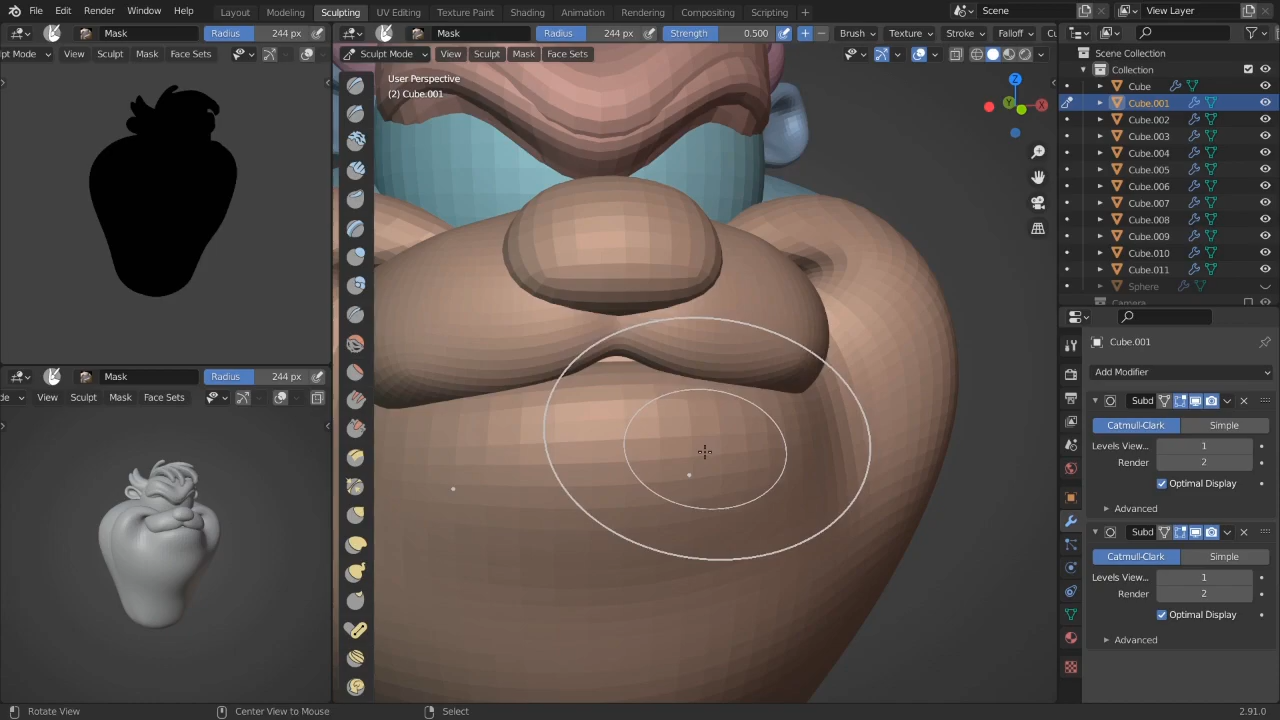 File Edit Render Window Help Layout Modeling Sculpting UV Editing Texture Paint Shading Animation Rendering Compositing Scripting + Scene View Layer
Mask Radius 244 px
Mask Radius 244 px Strength 0.500 Brush Texture Stroke Falloff Cu
pt Mode View Sculpt Mask Face Sets
Sculpt Mode View Sculpt Mask Face Sets
User Perspective
(2) Cube.001
Z
Y
X
Scene Collection
Collection
Cube
Cube.001
Cube.002
Cube.003
Cube.004
Cube.005
Cube.006
Cube.007
Cube.008
Cube.009
Cube.010
Cube.011
Sphere
Camera
Mask Radius 244 px
de View Sculpt Mask Face Sets
Cube.001
Add Modifier
Subd
Catmull-Clark Simple
Levels View... 1
Render 2
Optimal Display
Advanced
Subd
Catmull-Clark Simple
Levels View... 1
Render 2
Optimal Display
Advanced
Rotate View Center View to Mouse Select 2.91.0